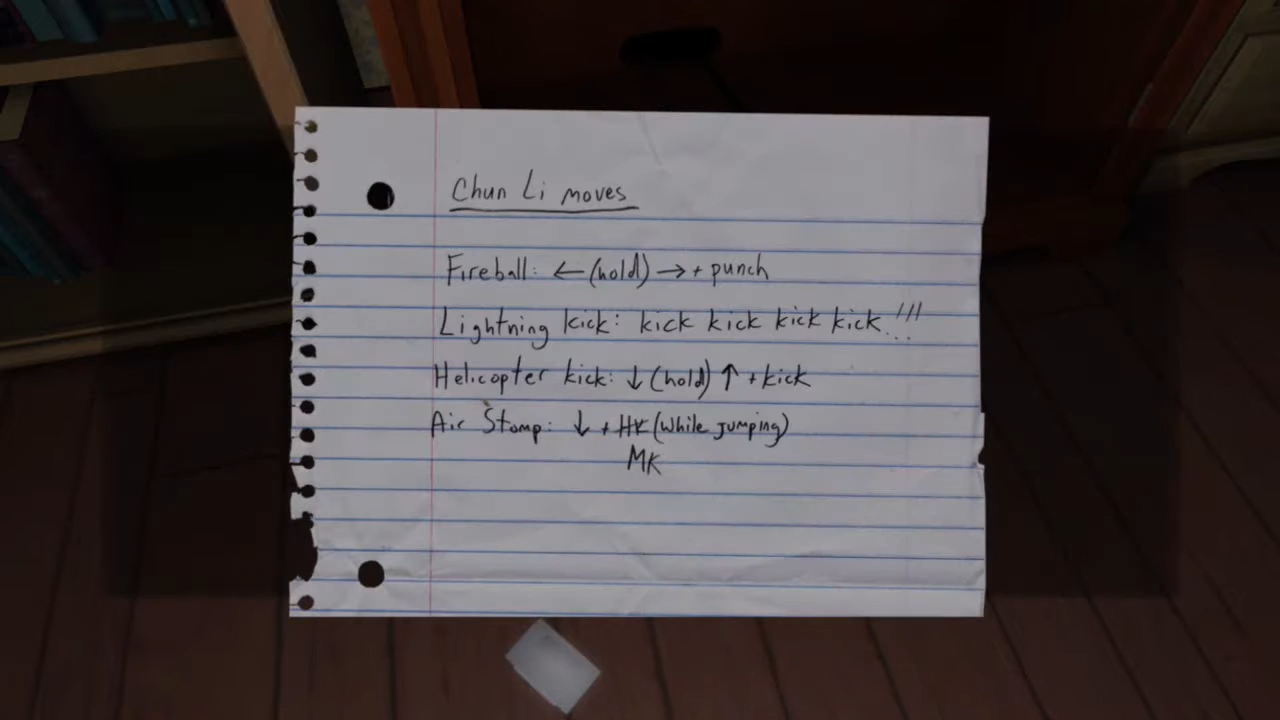 Chun Li moves
Fireball: ← (hold) → + punch
Lightning kick: kick kick kick kick!!!
Helicopter kick: ↓ (hold) ↑ + kick
Air Stomp: ↓ + HK (while jumping)
MK